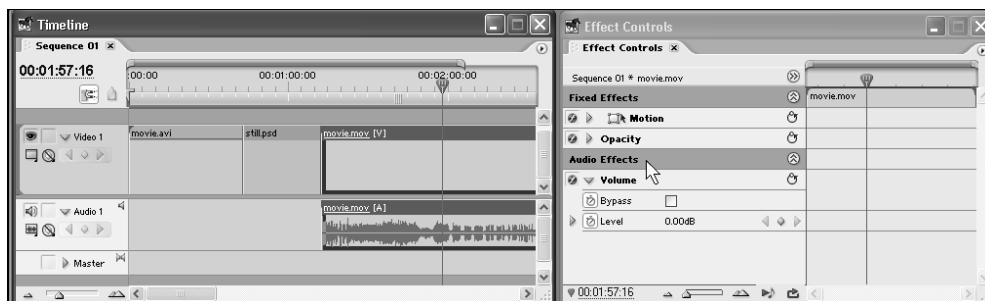 Timeline
Sequence 01
00:01:57:16
:00:00 00:01:00:00 00:02:00:00
Video 1
movie.avi still.psd movie.mov [V]
Audio 1
movie.mov [A]
Master
Effect Controls
Effect Controls
Sequence 01 * movie.mov
Fixed Effects
movie.mov
Motion
Opacity
Audio Effects
Volume
Bypass
Level 0.00dB
00:01:57:16